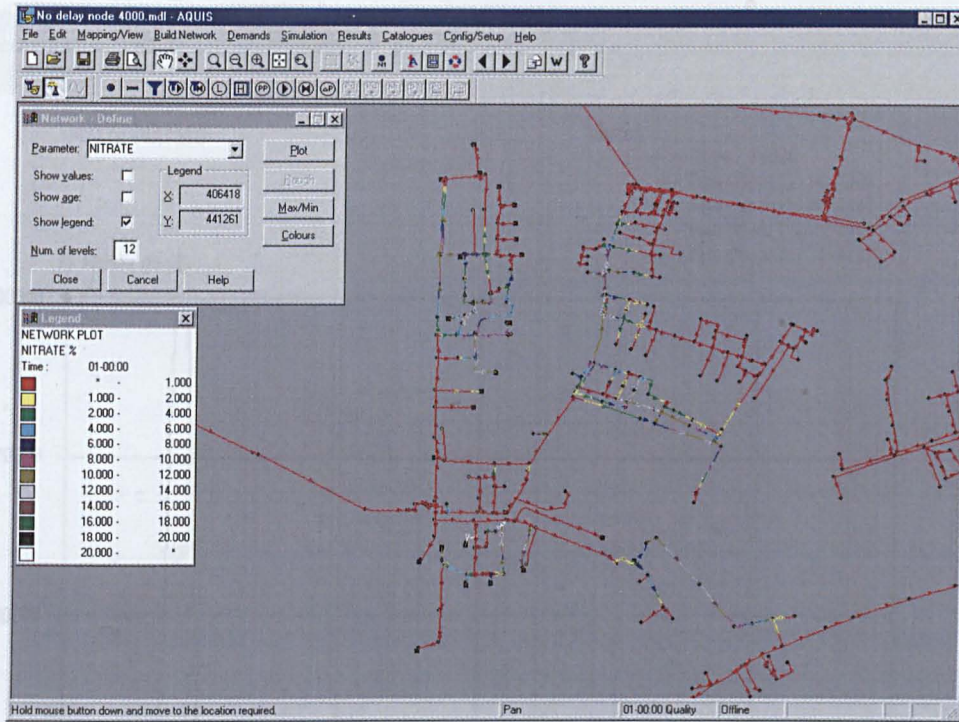 No delay node 4000.mdl - AQUIS
File Edit Mapping/View Build Network Demands Simulation Results Catalogues Config/Setup Help
Network - Define
Parameter: NITRATE
Plot
Show values:
Legend
Rough
Show age:
X: 406418
Max/Min
Show legend:
Y: 441261
Colours
Num. of levels: 12
Close Cancel Help
Legend
NETWORK PLOT
NITRATE %
Time : 01-00:00
* - 1.000
1.000 - 2.000
2.000 - 4.000
4.000 - 6.000
6.000 - 8.000
8.000 - 10.000
10.000 - 12.000
12.000 - 14.000
14.000 - 16.000
16.000 - 18.000
18.000 - 20.000
20.000 - *
Hold mouse button down and move to the location required. Pan 01-00:00 Quality Offline